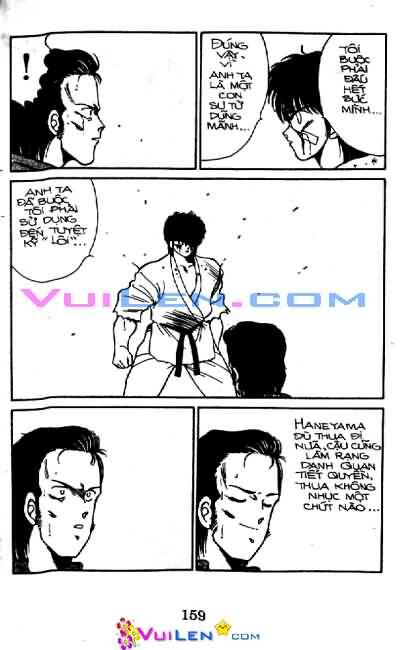 TÔI
BUỘC
PHẢI
ĐẤU
HẾT
SỨC
MÌNH...
ĐÚNG
VẬY,
VÌ
ANH TA
LÀ MỘT
CON
SƯ TỬ
DŨNG
MÃNH...
!
ANH TA
ĐÃ BUỘC
TÔI PHẢI
SỬ DỤNG
ĐẾN TUYỆT
KỸ "LÔI"...
VUILEN.COM
HANEYAMA
DÙ THUA ĐI
NỮA, CẬU CŨNG
LÀM RẠNG
DANH QUAN
TIẾT QUYỀN,
THUA KHÔNG
NHỤC MỘT
CHÚT NÀO...
159
VUILEN.COM